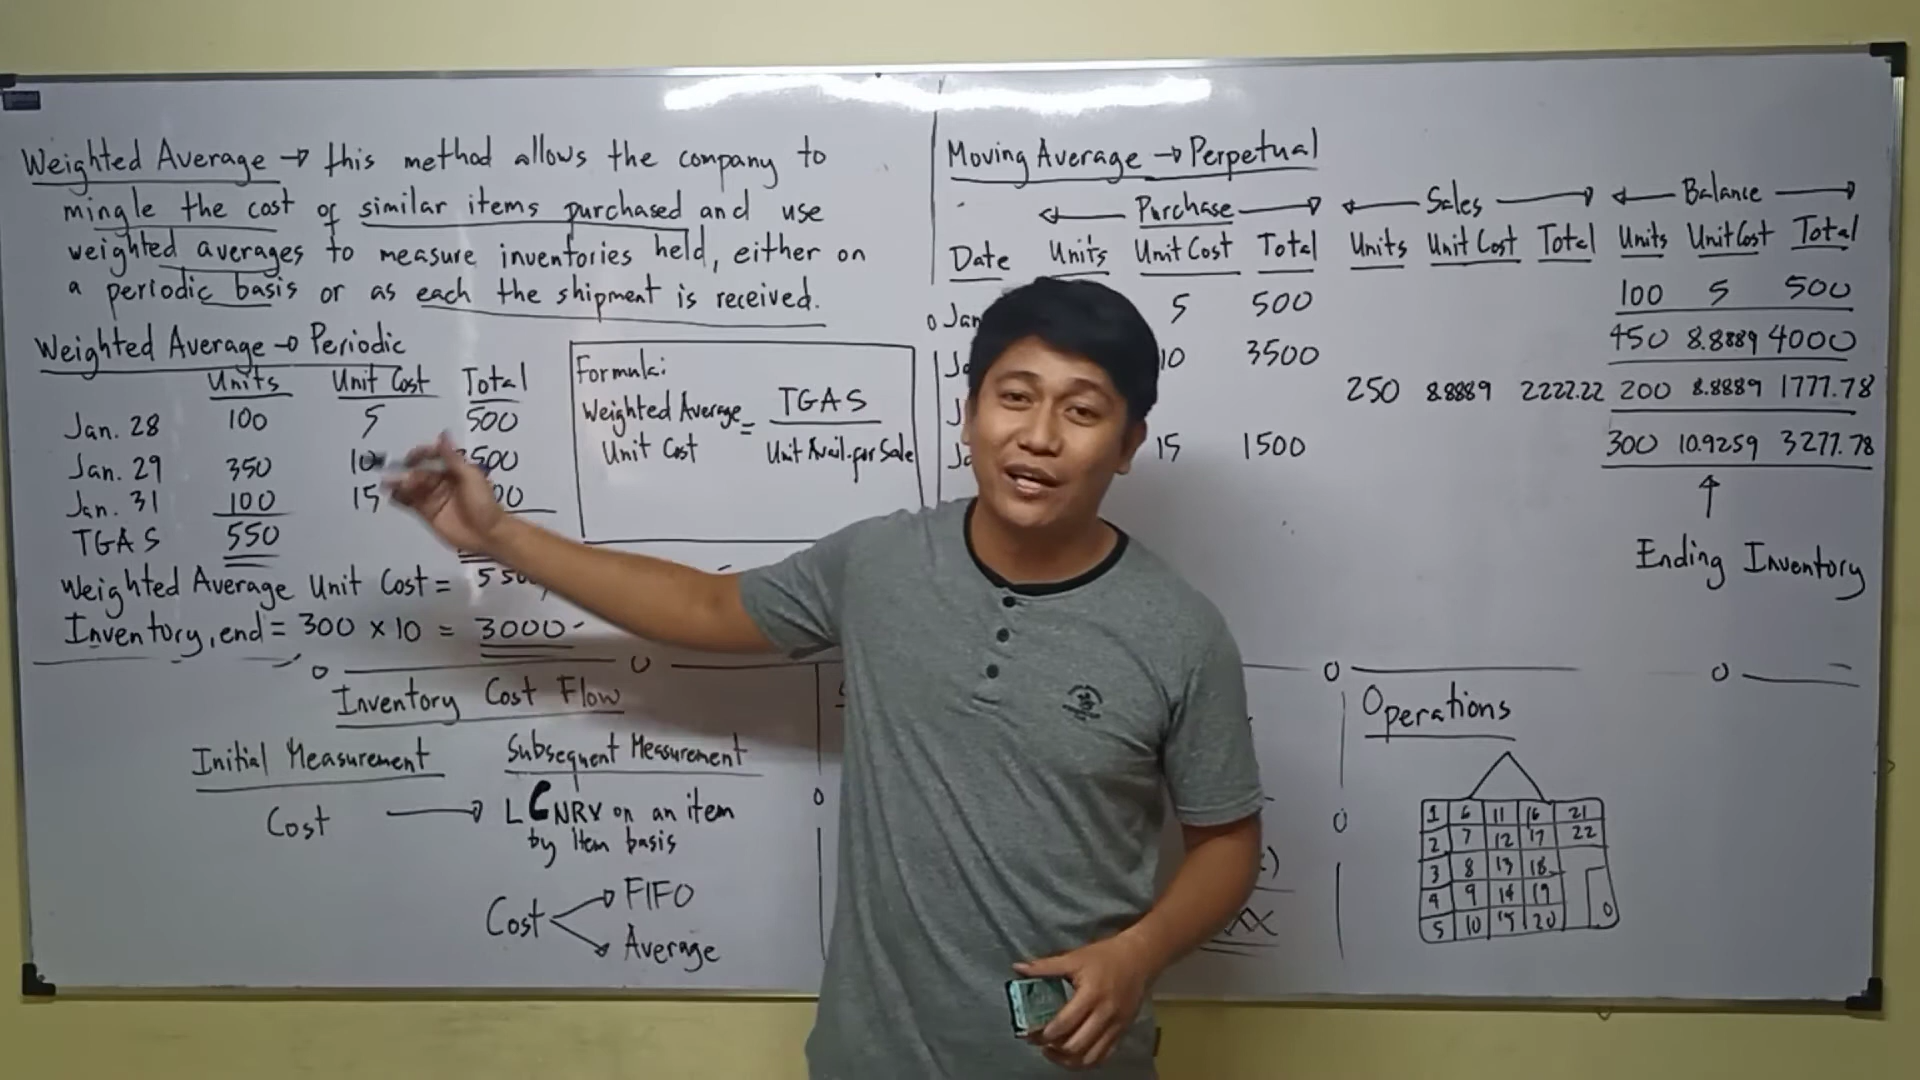 Weighted Average → this method allows the company to
mingle the cost of similar items purchased and use
weighted averages to measure inventories held, either on
a periodic basis or as each the shipment is received.
Weighted Average → Periodic
Units Unit Cost Total
Jan. 28 100 5 500
Jan. 29 350 10 3500
Jan. 31 100 15
TGAS 550
Weighted Average Unit Cost =
Inventory, end = 300 x 10 = 3000
Formula:
Weighted Average Unit Cost = TGAS
Unit Avail. for Sale
Moving Average → Perpetual
Purchase Sales Balance
Date Units Unit Cost Total Units Unit Cost Total Units Unit Cost Total
Jan 5 500 100 5 500
10 3500 450 8.8889 4000
250 8.8889 2222.22 200 8.8889 1777.78
15 1500 300 10.9259 3277.78
Ending Inventory
Inventory Cost Flow
Initial Measurement Subsequent Measurement
Cost → LCNRV on an item
by Item basis
Cost FIFO
Average
Operations
1 6 11 16 21
2 7 12 17 22
3 8 13 18
4 9 14 19
5 10 15 20